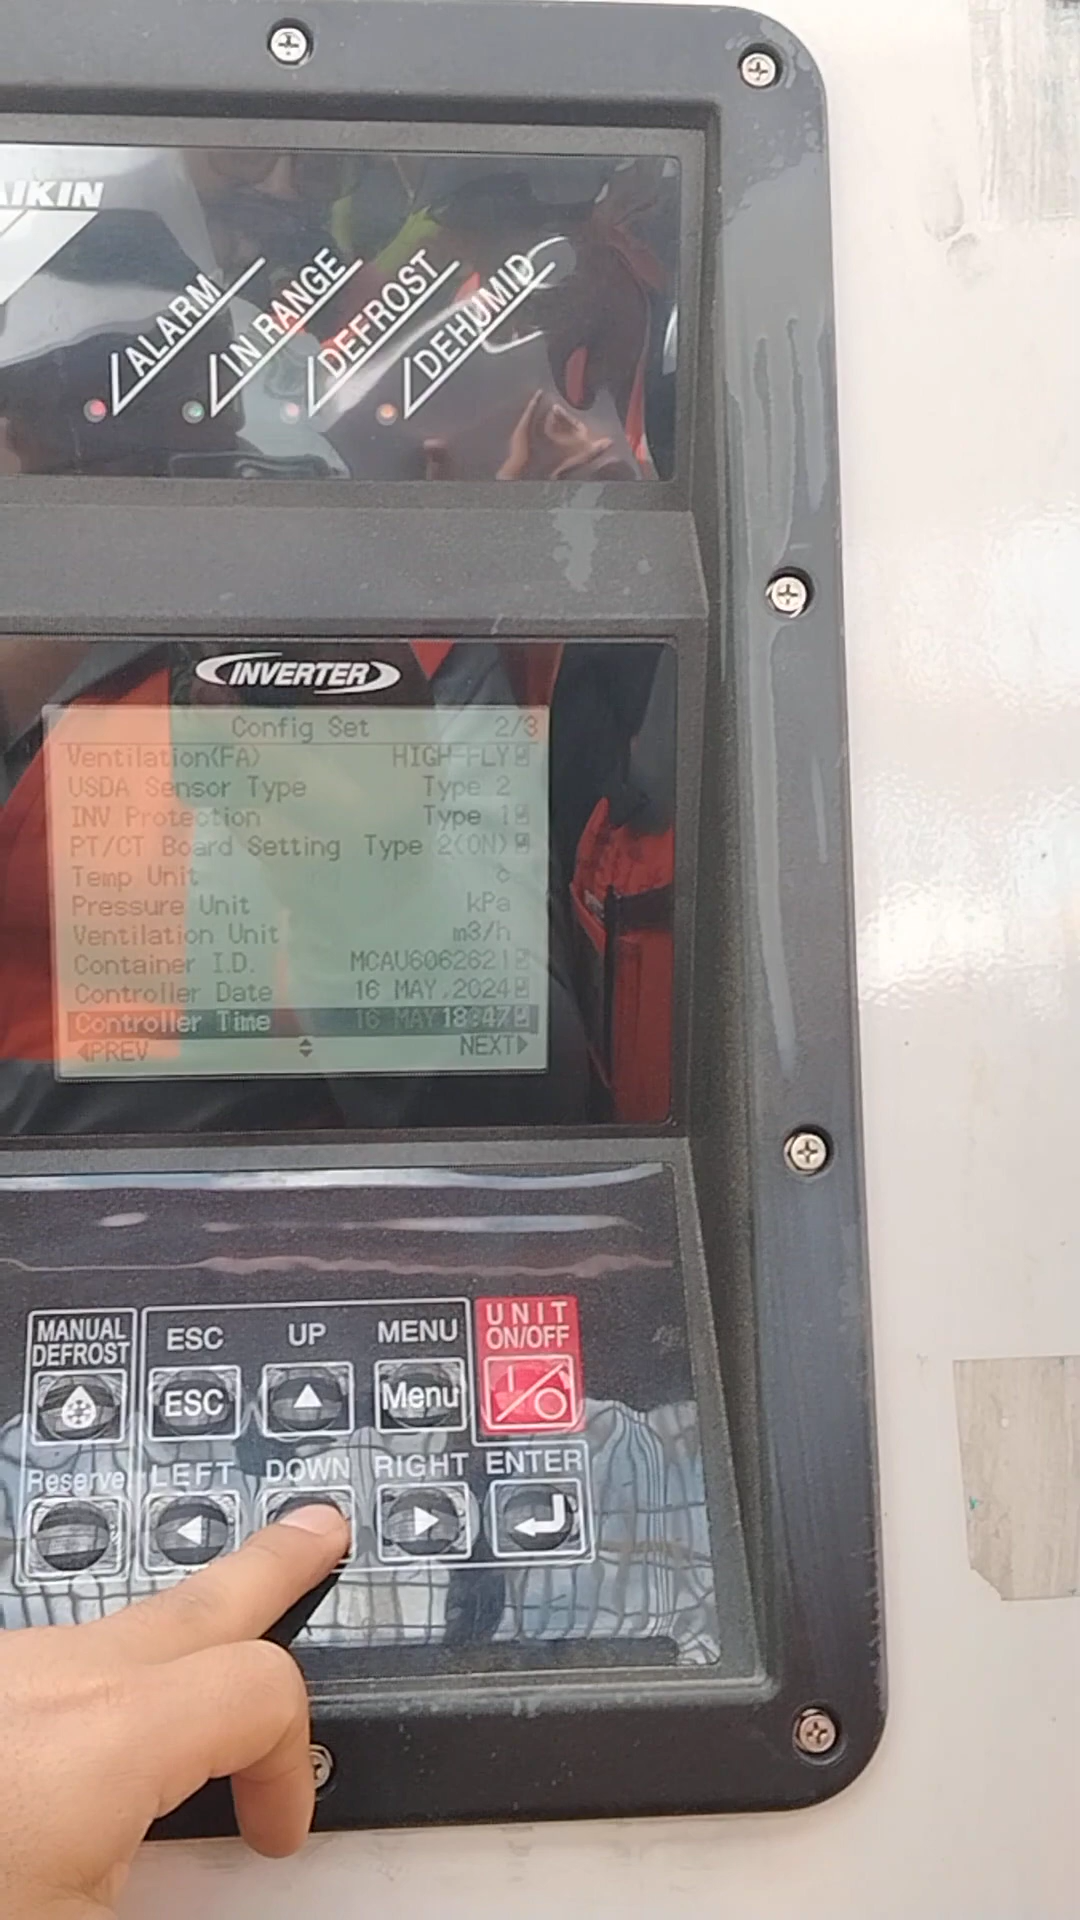 AIKIN
ALARM
IN RANGE
DEFROST
DEHUMID
INVERTER
Config Set 2/3
Ventilation(FA) HIGH-FLY
USDA Sensor Type Type 2
INV Protection Type 1
PT/CT Board Setting Type 2(ON)
Temp Unit °C
Pressure Unit kPa
Ventilation Unit m3/h
Container I.D. MCAU6062621
Controller Date 16 MAY,2024
Controller Time 16 MAY 18:47
PREV NEXT
MANUAL DEFROST
ESC
UP
MENU
UNIT ON/OFF
ESC
Menu
Reserve
LEFT
DOWN
RIGHT
ENTER